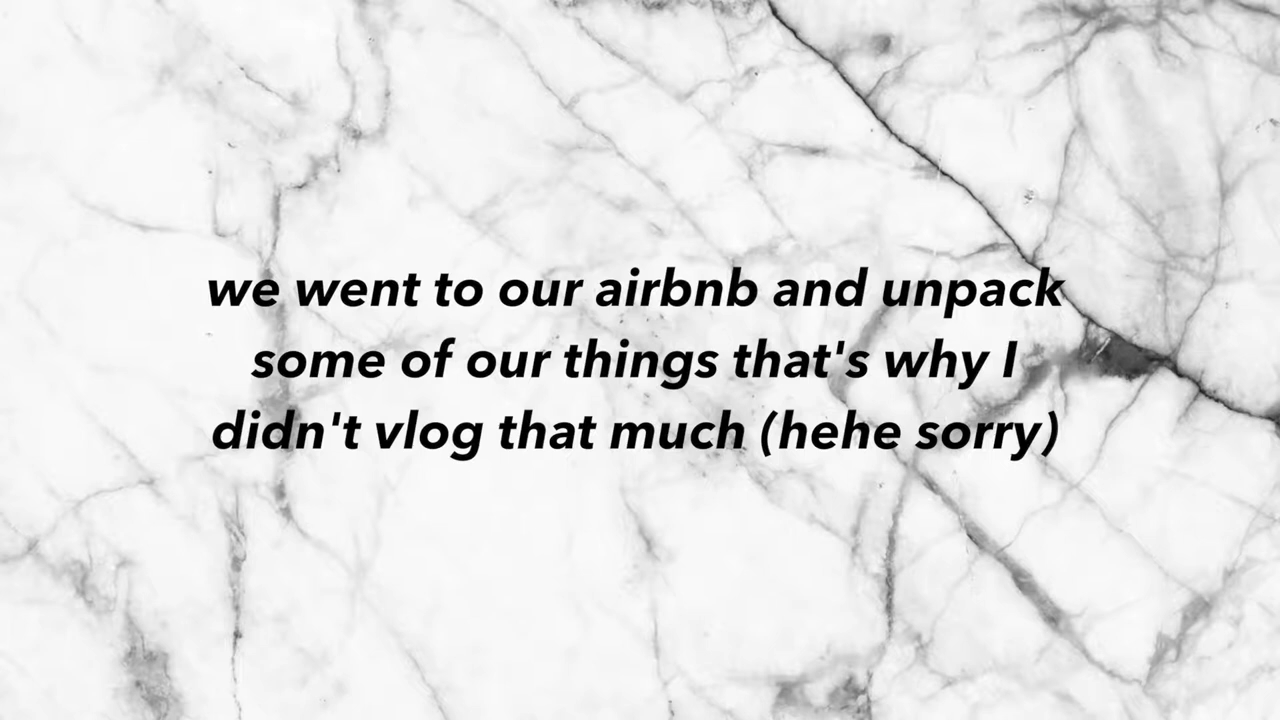 we went to our airbnb and unpack
some of our things that's why I
didn't vlog that much (hehe sorry)